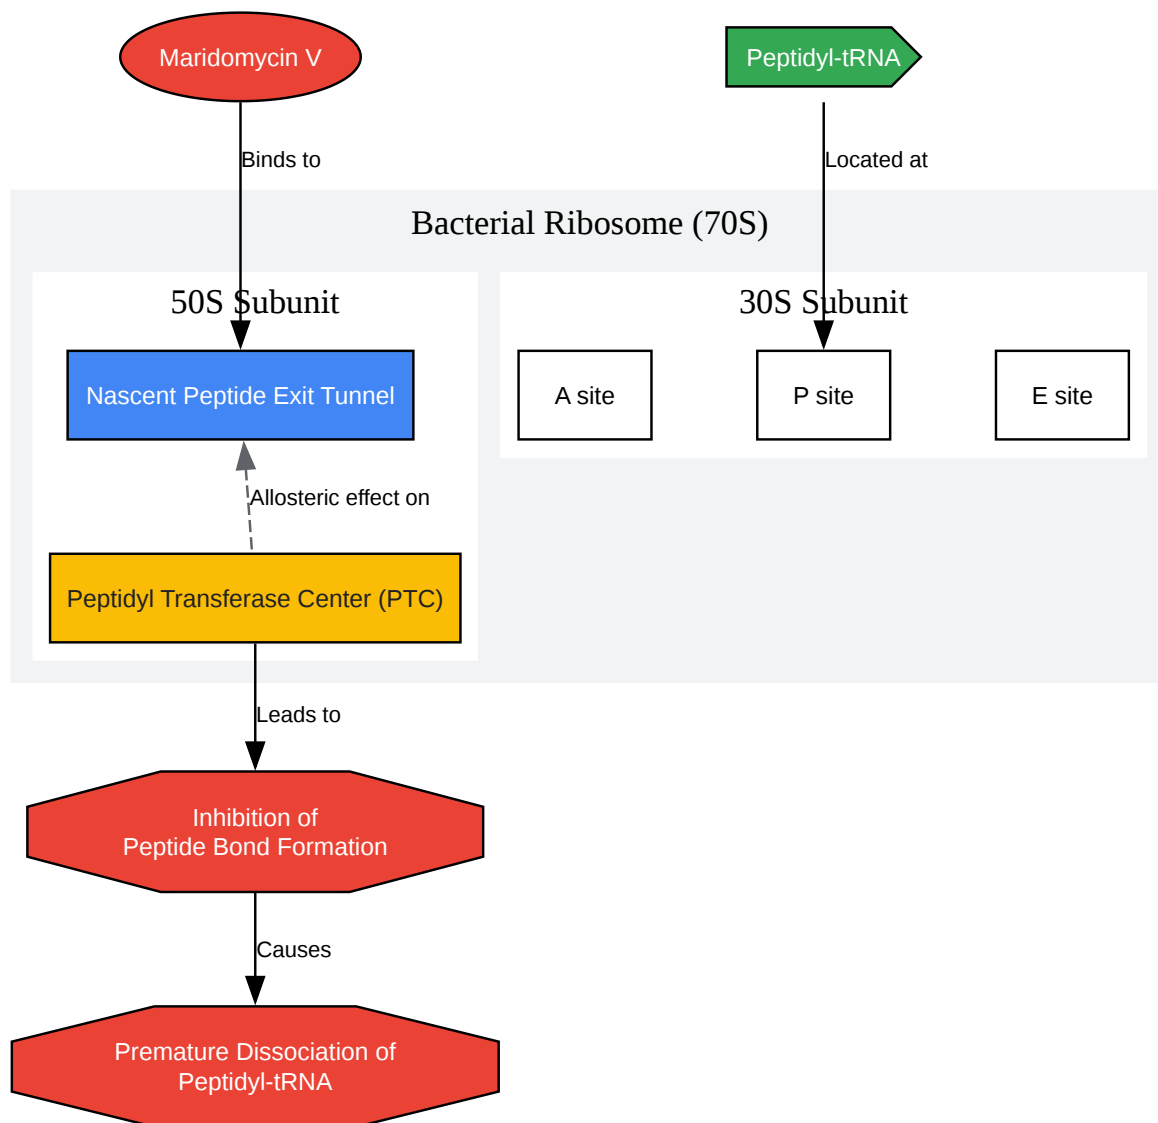 Maridomycin V
Peptidyl-tRNA
Binds to
Located at
Bacterial Ribosome (70S)
50S Subunit
30S Subunit
Nascent Peptide Exit Tunnel
A site
P site
E site
Allosteric effect on
Peptidyl Transferase Center (PTC)
Leads to
Inhibition of
Peptide Bond Formation
Causes
Premature Dissociation of
Peptidyl-tRNA